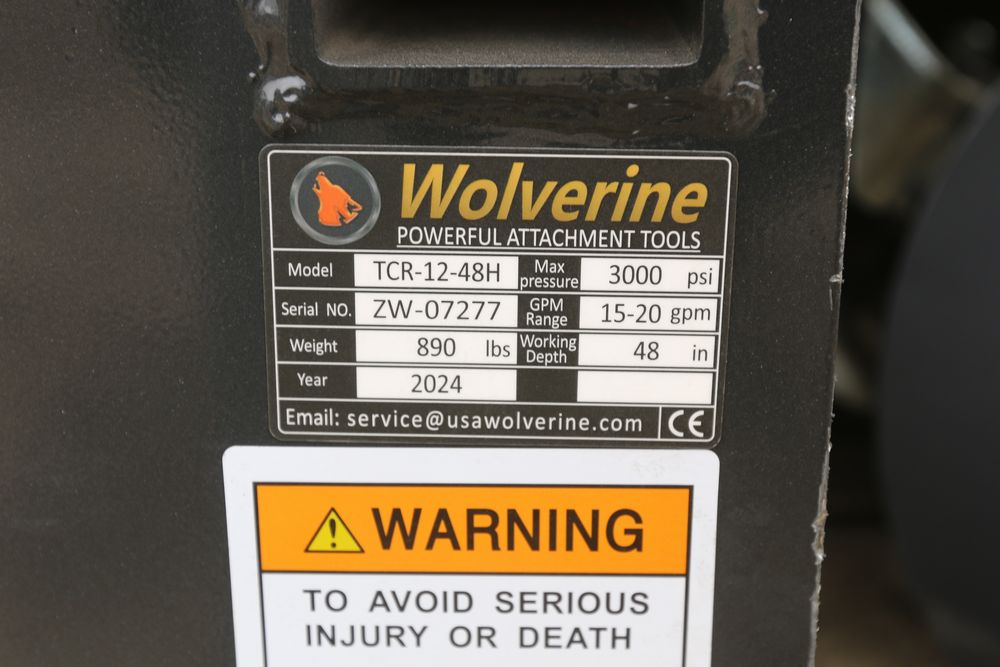 Wolverine
POWERFUL ATTACHMENT TOOLS
Model TCR-12-48H Max pressure 3000 psi
Serial NO. ZW-07277 GPM Range 15-20 gpm
Weight 890 lbs Working Depth 48 in
Year 2024
Email: service@usawolverine.com CE
WARNING
TO AVOID SERIOUS
INJURY OR DEATH